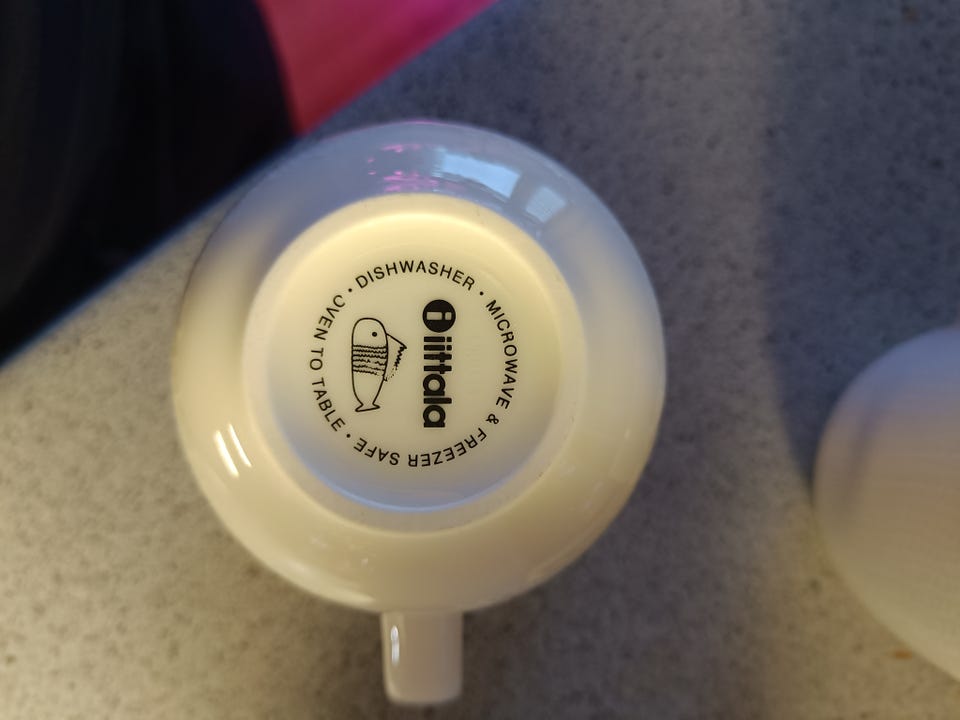 iittala
DISHWASHER • MICROWAVE & FREEZER SAFE • OVEN TO TABLE •